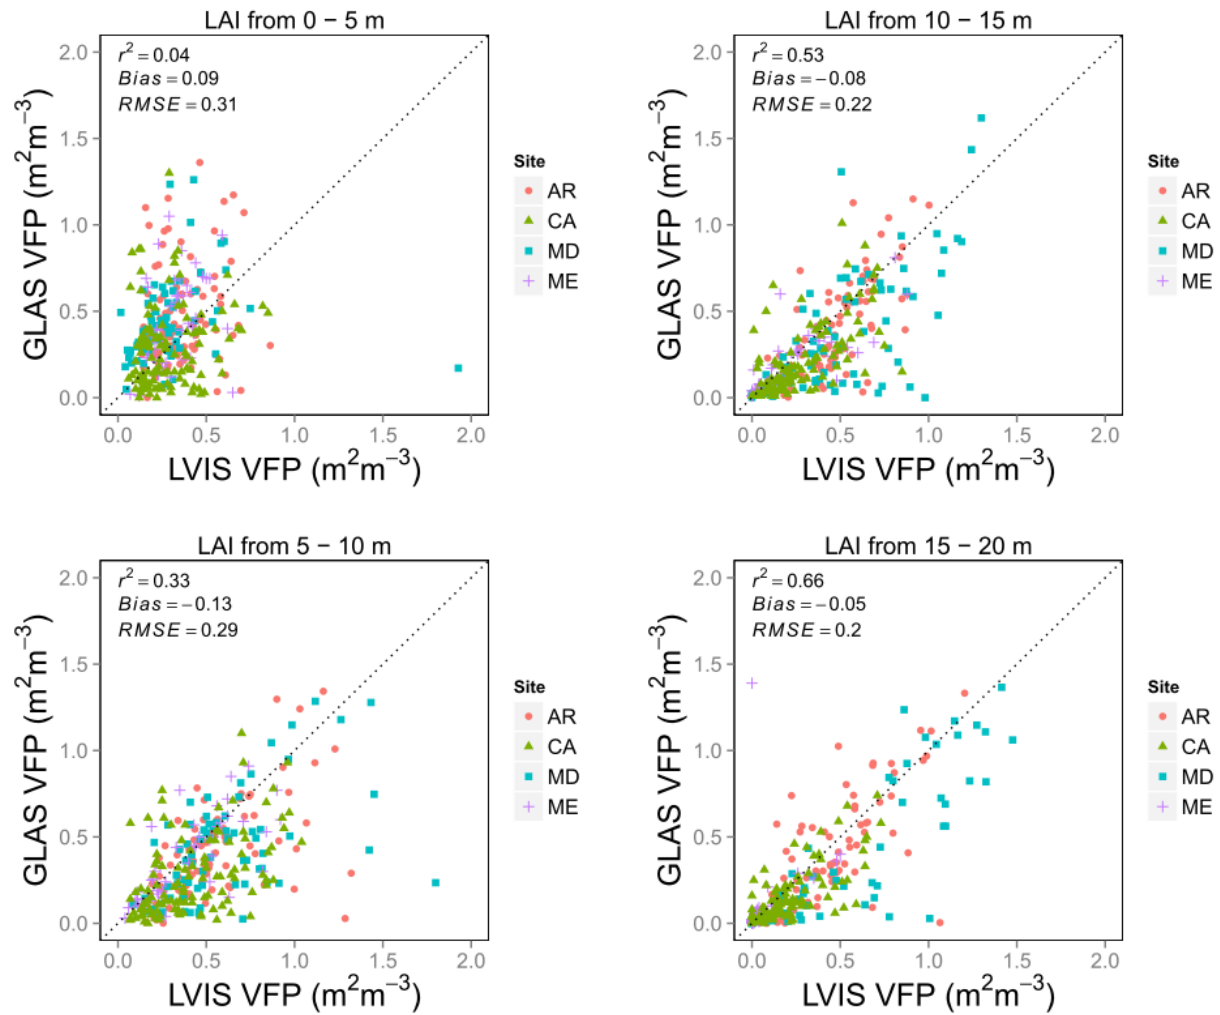 LAI from 0 − 5 m
r² = 0.04
Bias = 0.09
RMSE = 0.31
2.0
1.5
1.0
0.5
0.0
GLAS VFP (m²m⁻³)
0.0 0.5 1.0 1.5 2.0
LVIS VFP (m²m⁻³)
Site
AR
CA
MD
ME
LAI from 10 − 15 m
r² = 0.53
Bias = −0.08
RMSE = 0.22
2.0
1.5
1.0
0.5
0.0
GLAS VFP (m²m⁻³)
0.0 0.5 1.0 1.5 2.0
LVIS VFP (m²m⁻³)
Site
AR
CA
MD
ME
LAI from 5 − 10 m
r² = 0.33
Bias = −0.13
RMSE = 0.29
2.0
1.5
1.0
0.5
0.0
GLAS VFP (m²m⁻³)
0.0 0.5 1.0 1.5 2.0
LVIS VFP (m²m⁻³)
Site
AR
CA
MD
ME
LAI from 15 − 20 m
r² = 0.66
Bias = −0.05
RMSE = 0.2
2.0
1.5
1.0
0.5
0.0
GLAS VFP (m²m⁻³)
0.0 0.5 1.0 1.5 2.0
LVIS VFP (m²m⁻³)
Site
AR
CA
MD
ME